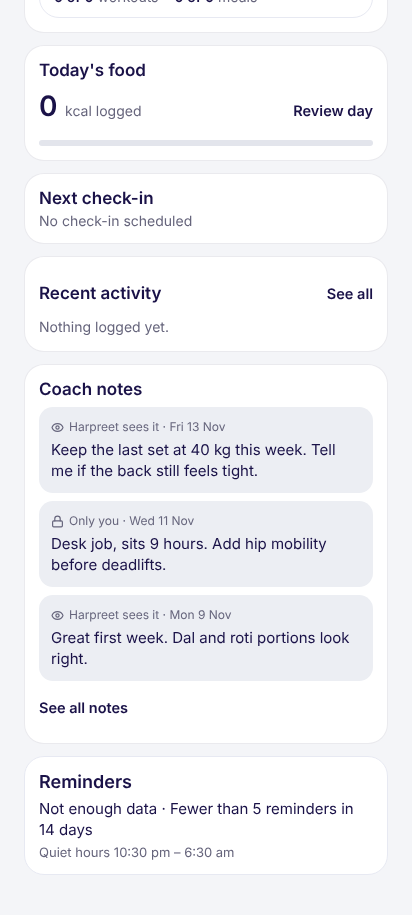 Today's food
0 kcal logged
Review day
Next check-in
No check-in scheduled
Recent activity
See all
Nothing logged yet.
Coach notes
Harpreet sees it · Fri 13 Nov
Keep the last set at 40 kg this week. Tell
me if the back still feels tight.
Only you · Wed 11 Nov
Desk job, sits 9 hours. Add hip mobility
before deadlifts.
Harpreet sees it · Mon 9 Nov
Great first week. Dal and roti portions look
right.
See all notes
Reminders
Not enough data · Fewer than 5 reminders in
14 days
Quiet hours 10:30 pm – 6:30 am